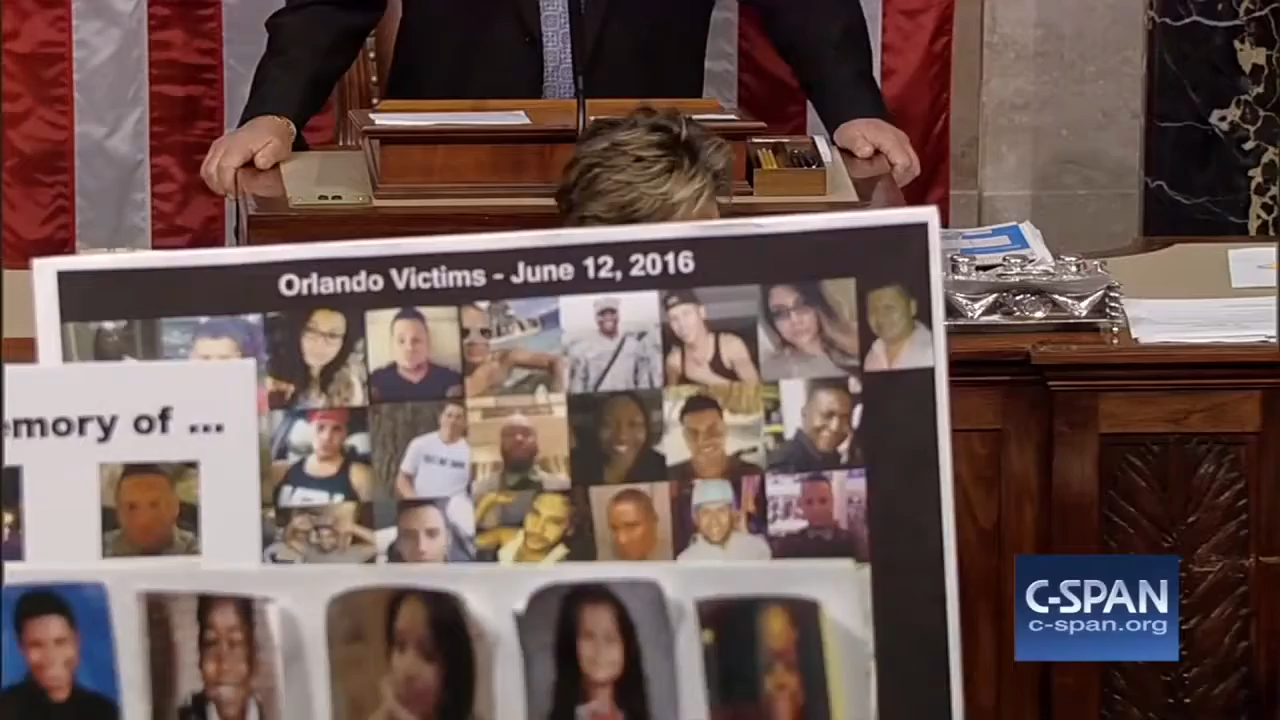 Orlando Victims - June 12, 2016
emory of ...
C-SPAN
c-span.org